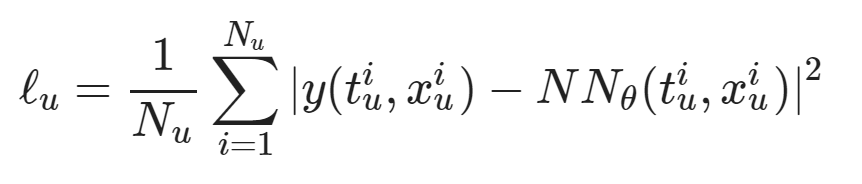 ℓ_u = \frac{1}{N_u} \sum_{i=1}^{N_u} |y(t_u^i, x_u^i) − NN_θ(t_u^i, x_u^i)|^2